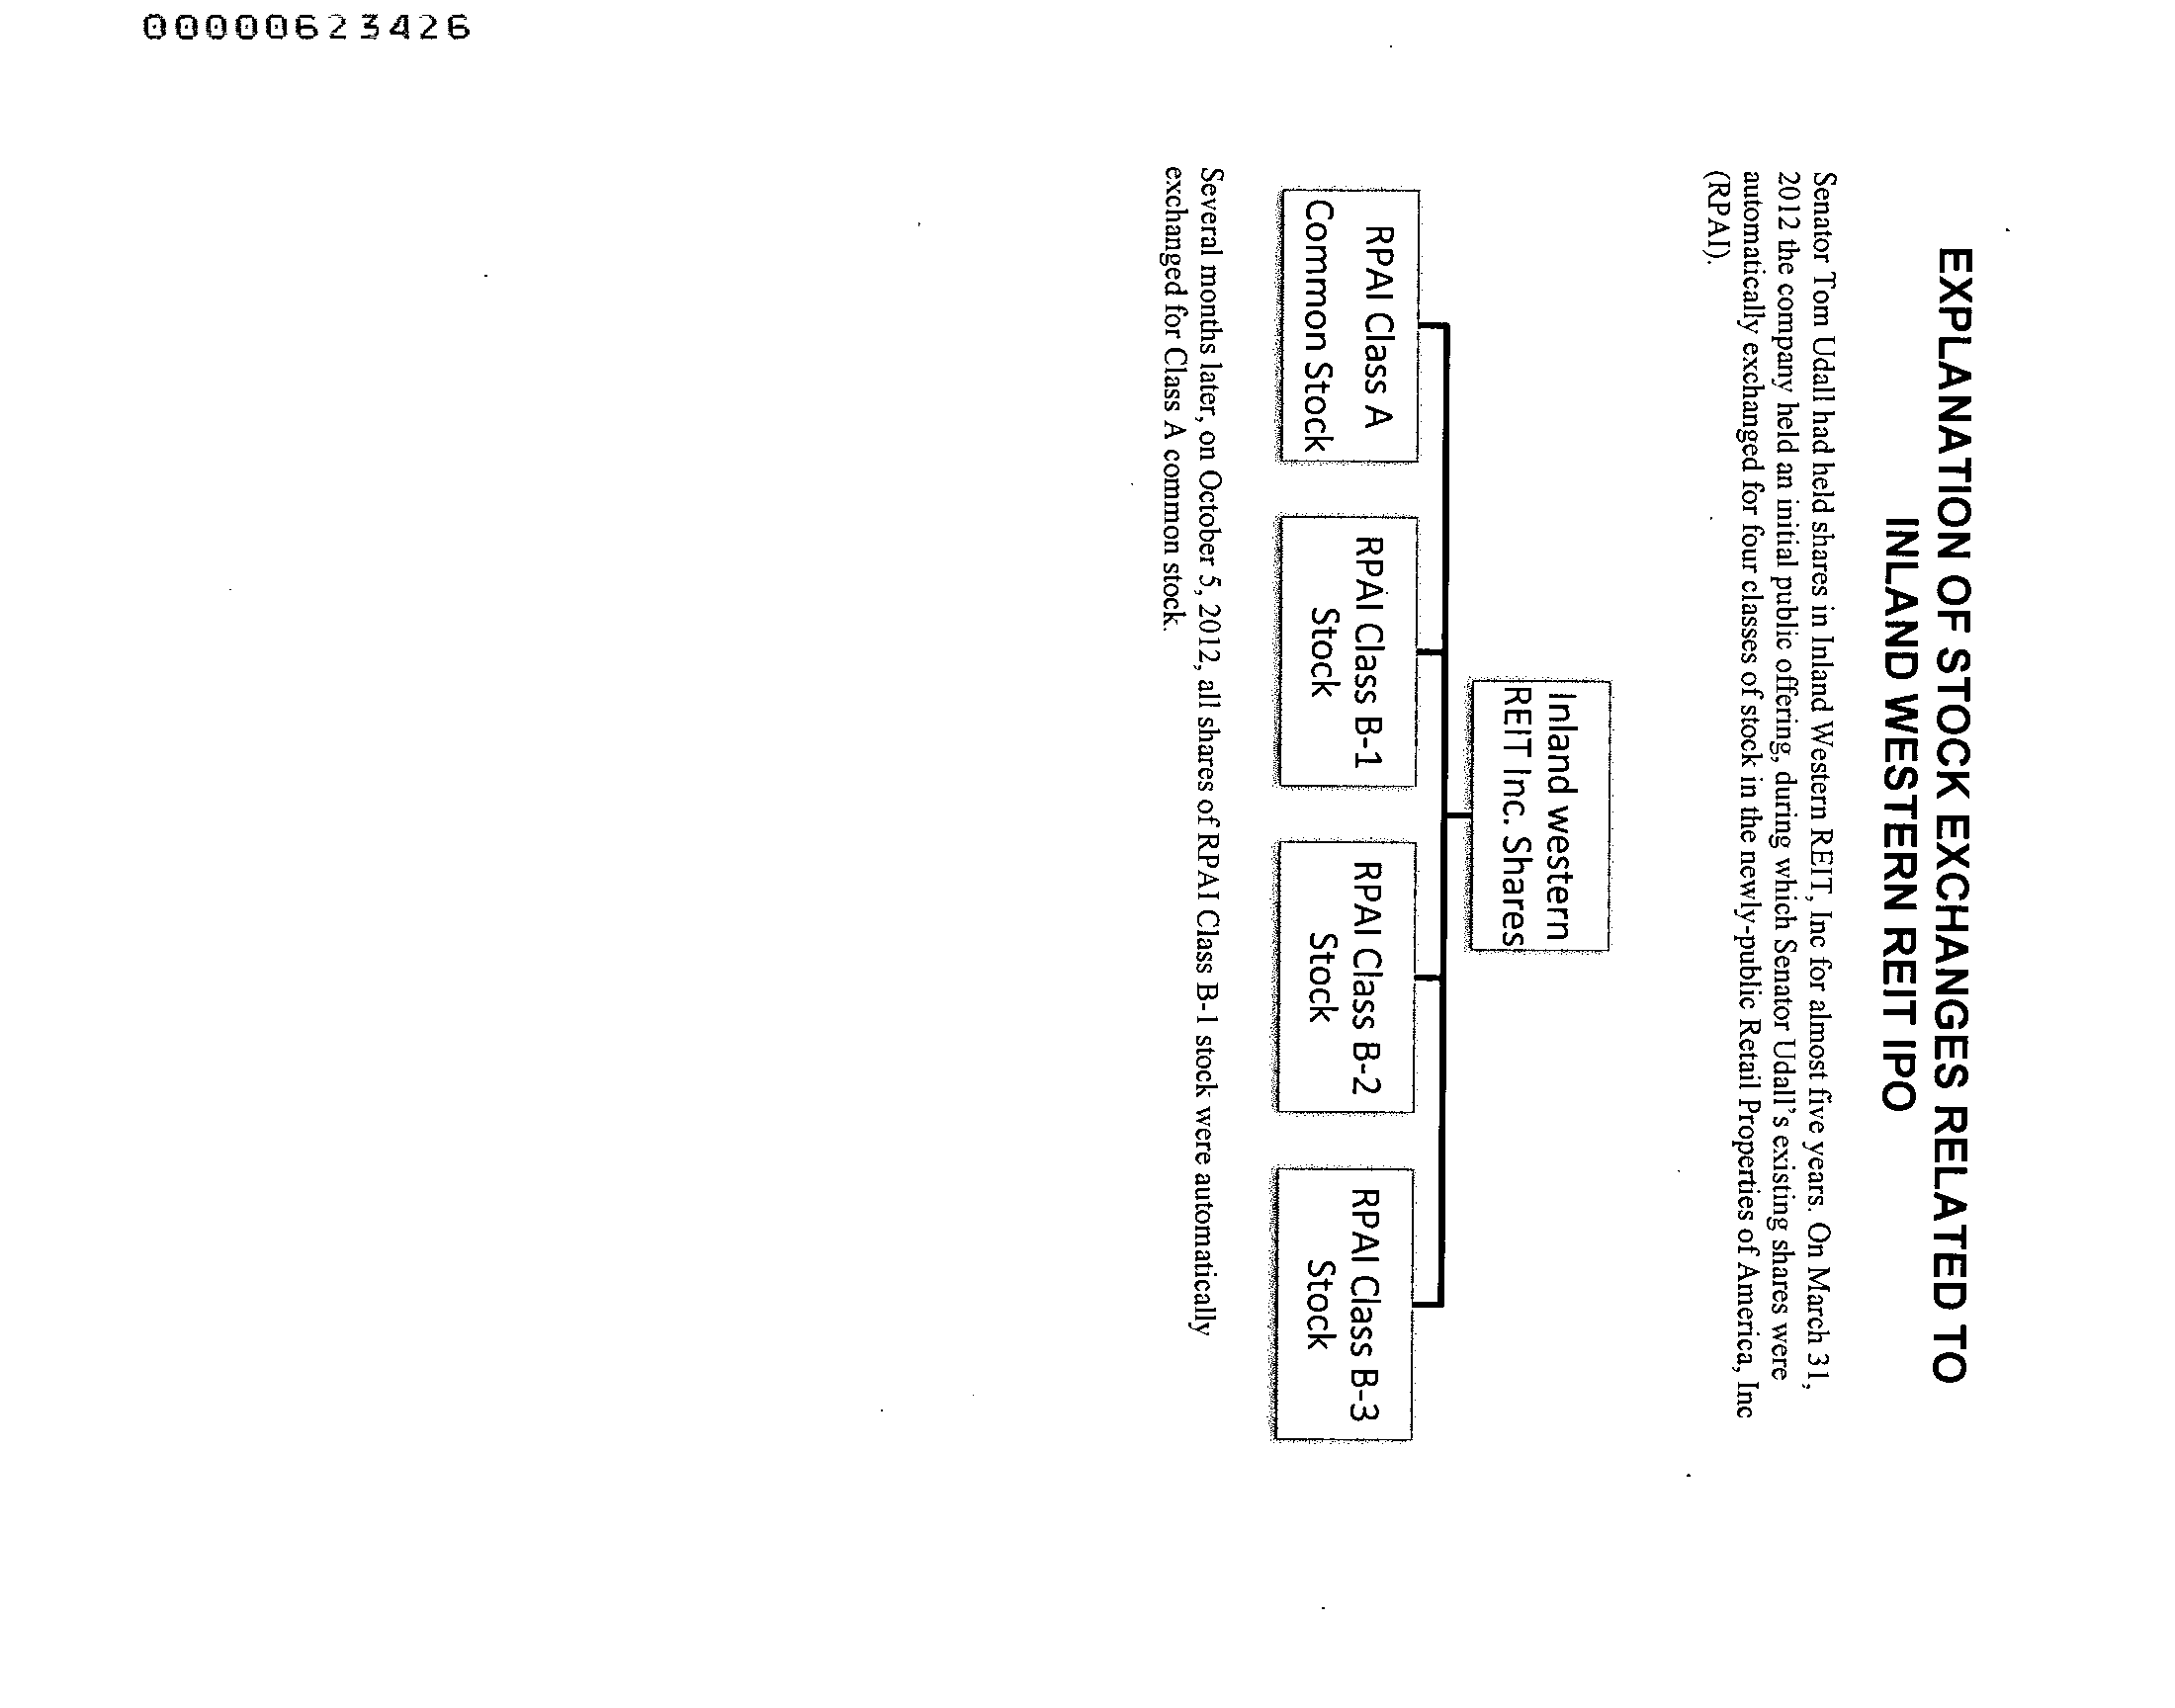 00000623426
EXPLANATION OF STOCK EXCHANGES RELATED TO
INLAND WESTERN REIT IPO
Senator Tom Udall had held shares in Inland Western REIT, Inc for almost five years. On March 31,
2012 the company held an initial public offering, during which Senator Udall's existing shares were
automatically exchanged for four classes of stock in the newly-public Retail Properties of America, Inc
(RPAI).
Inland western
REIT Inc. Shares
RPAI Class A
Common Stock
RPAI Class B-1
Stock
RPAI Class B-2
Stock
RPAI Class B-3
Stock
Several months later, on October 5, 2012, all shares of RPAI Class B-1 stock were automatically
exchanged for Class A common stock.